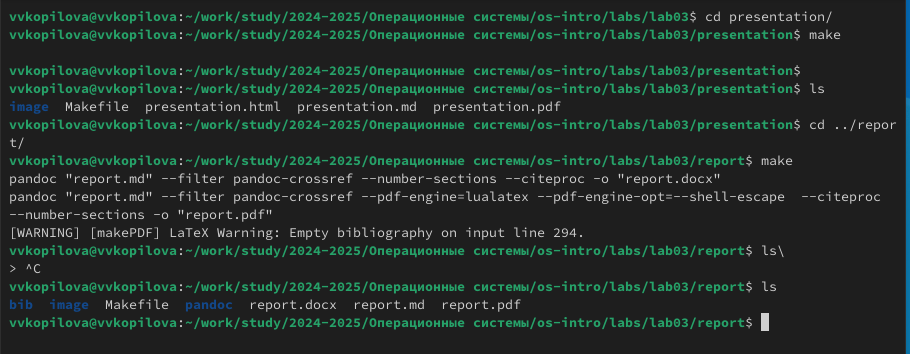 vvkopilova@vvkopilova:~/work/study/2024-2025/Операционные системы/os-intro/labs/lab03$ cd presentation/
vvkopilova@vvkopilova:~/work/study/2024-2025/Операционные системы/os-intro/labs/lab03/presentation$ make
vvkopilova@vvkopilova:~/work/study/2024-2025/Операционные системы/os-intro/labs/lab03/presentation$
vvkopilova@vvkopilova:~/work/study/2024-2025/Операционные системы/os-intro/labs/lab03/presentation$ ls
image  Makefile  presentation.html  presentation.md  presentation.pdf
vvkopilova@vvkopilova:~/work/study/2024-2025/Операционные системы/os-intro/labs/lab03/presentation$ cd ../repor
t/
vvkopilova@vvkopilova:~/work/study/2024-2025/Операционные системы/os-intro/labs/lab03/report$ make
pandoc "report.md" --filter pandoc-crossref --number-sections --citeproc -o "report.docx"
pandoc "report.md" --filter pandoc-crossref --pdf-engine=lualatex --pdf-engine-opt=--shell-escape  --citeproc
--number-sections -o "report.pdf"
[WARNING] [makePDF] LaTeX Warning: Empty bibliography on input line 294.
vvkopilova@vvkopilova:~/work/study/2024-2025/Операционные системы/os-intro/labs/lab03/report$ ls\
> ^C
vvkopilova@vvkopilova:~/work/study/2024-2025/Операционные системы/os-intro/labs/lab03/report$ ls
bib  image  Makefile  pandoc  report.docx  report.md  report.pdf
vvkopilova@vvkopilova:~/work/study/2024-2025/Операционные системы/os-intro/labs/lab03/report$